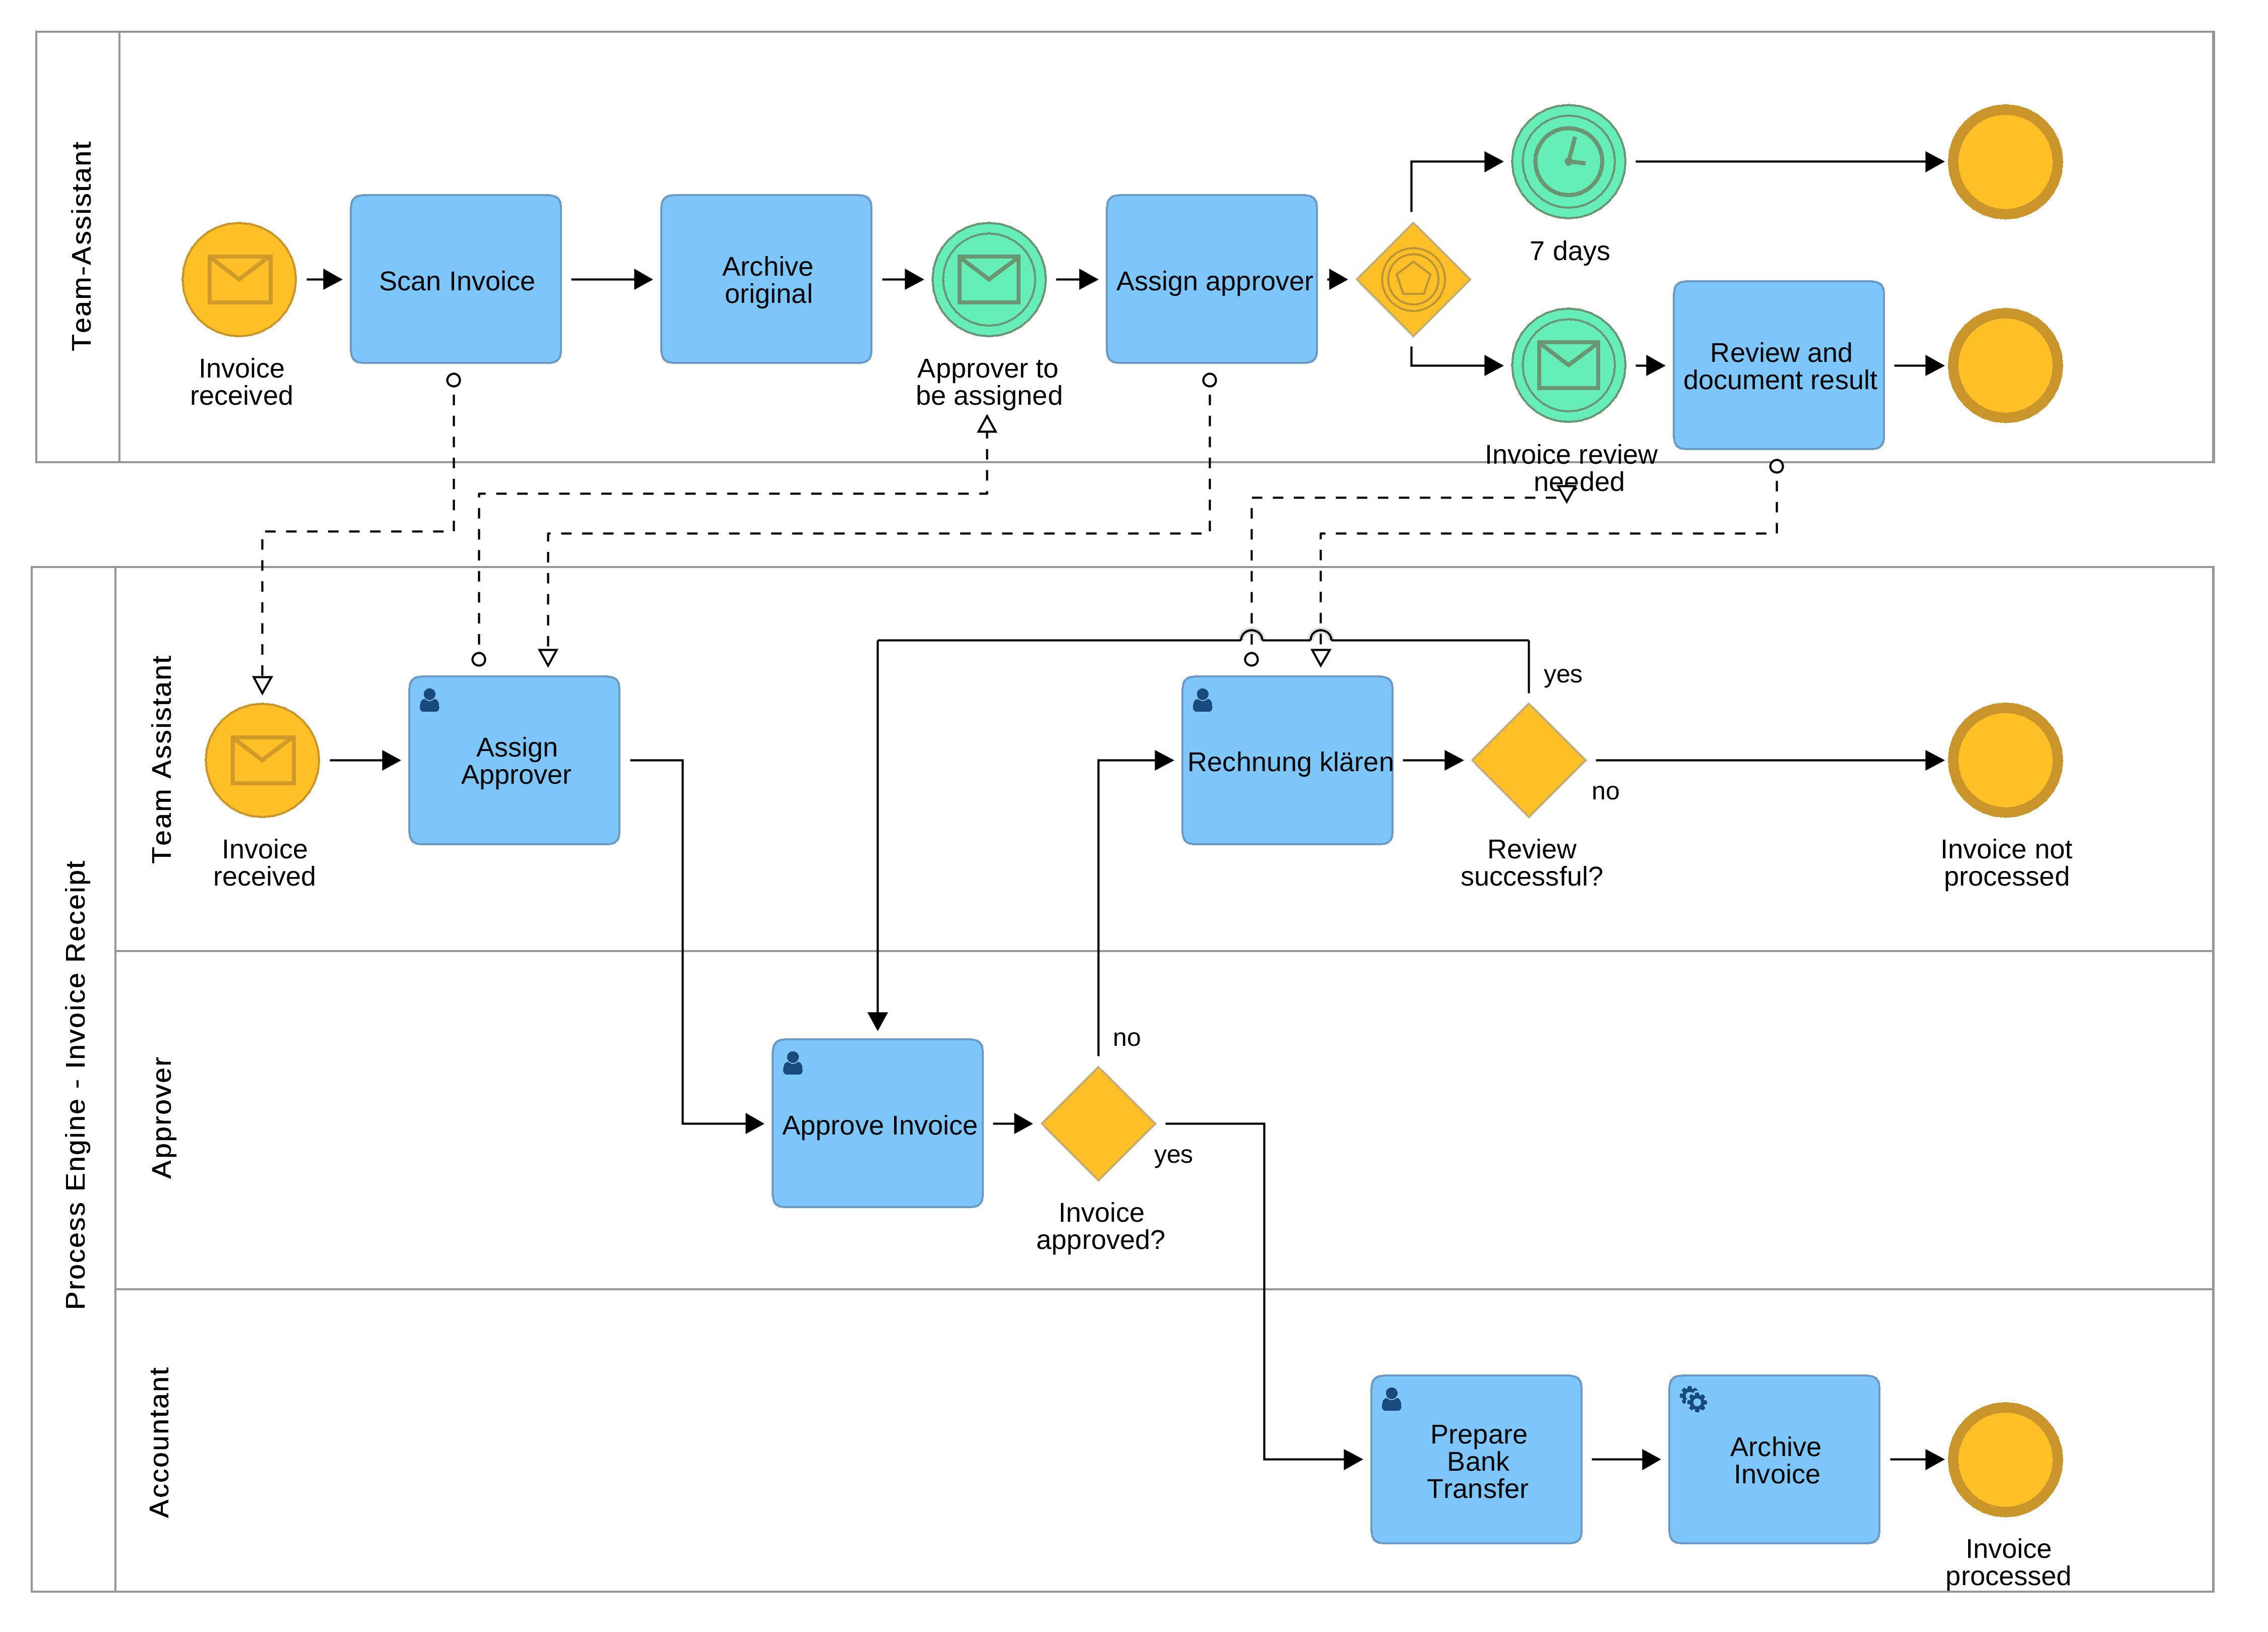 Team-Assistant
Invoice
received
Scan Invoice
Archive
original
Approver to
be assigned
Assign approver
7 days
Invoice review
needed
Review and
document result
Process Engine - Invoice Receipt
Team Assistant
Invoice
received
Assign
Approver
Rechnung klären
yes
no
Review
successful?
Invoice not
processed
Approver
Approve Invoice
no
yes
Invoice
approved?
Accountant
Prepare
Bank
Transfer
Archive
Invoice
Invoice
processed